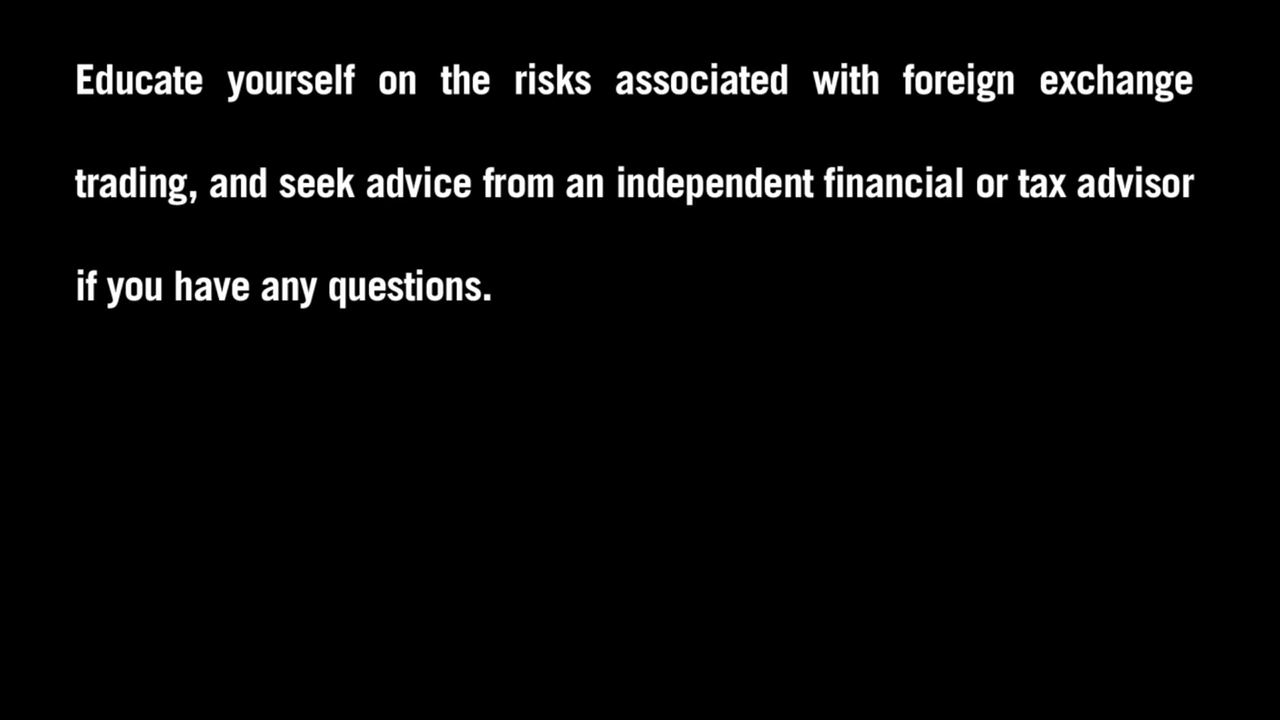 Educate yourself on the risks associated with foreign exchange
trading, and seek advice from an independent financial or tax advisor
if you have any questions.